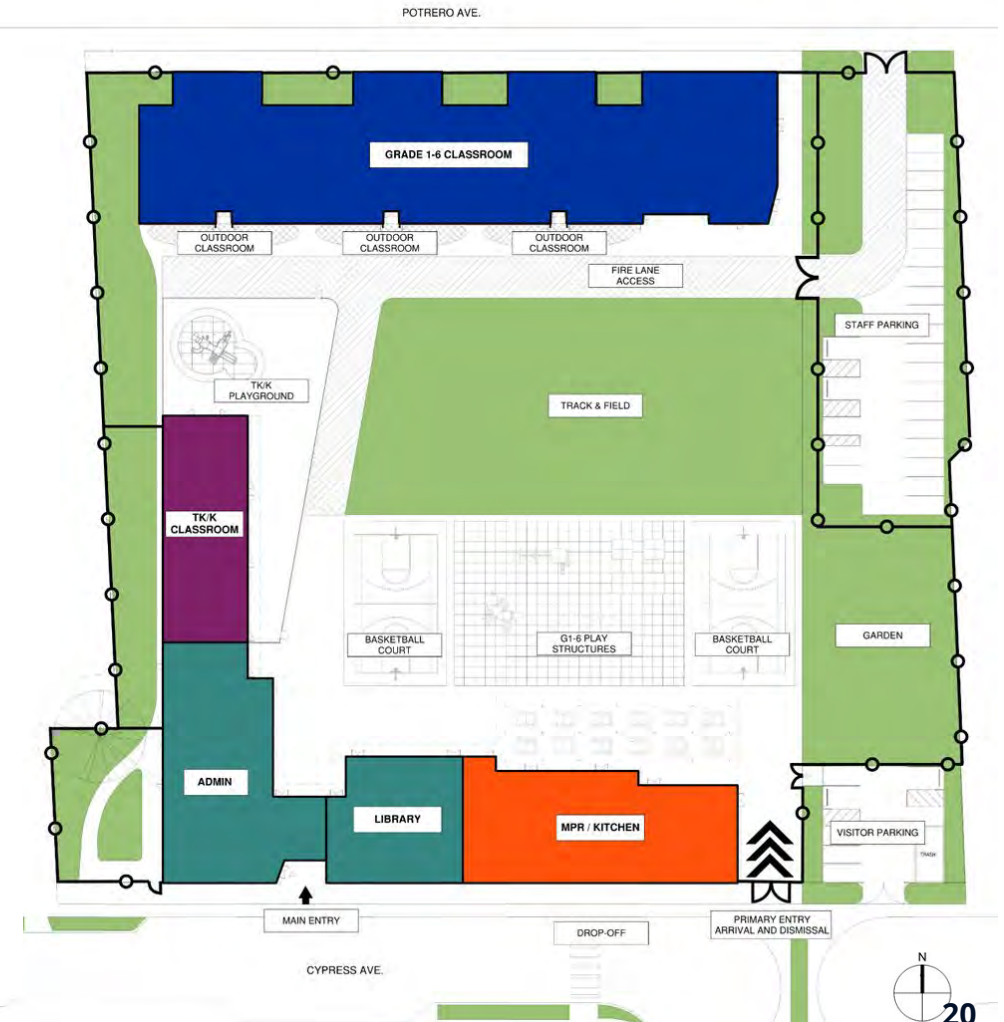 POTRERO AVE.
GRADE 1-6 CLASSROOM
OUTDOOR
CLASSROOM
OUTDOOR
CLASSROOM
OUTDOOR
CLASSROOM
FIRE LANE
ACCESS
STAFF PARKING
TK/K
PLAYGROUND
TRACK & FIELD
TK/K
CLASSROOM
BASKETBALL
COURT
G1-6 PLAY
STRUCTURES
BASKETBALL
COURT
GARDEN
ADMIN
LIBRARY
MPR / KITCHEN
VISITOR PARKING
TRASH
MAIN ENTRY
DROP-OFF
PRIMARY ENTRY
ARRIVAL AND DISMISSAL
CYPRESS AVE.
N
20